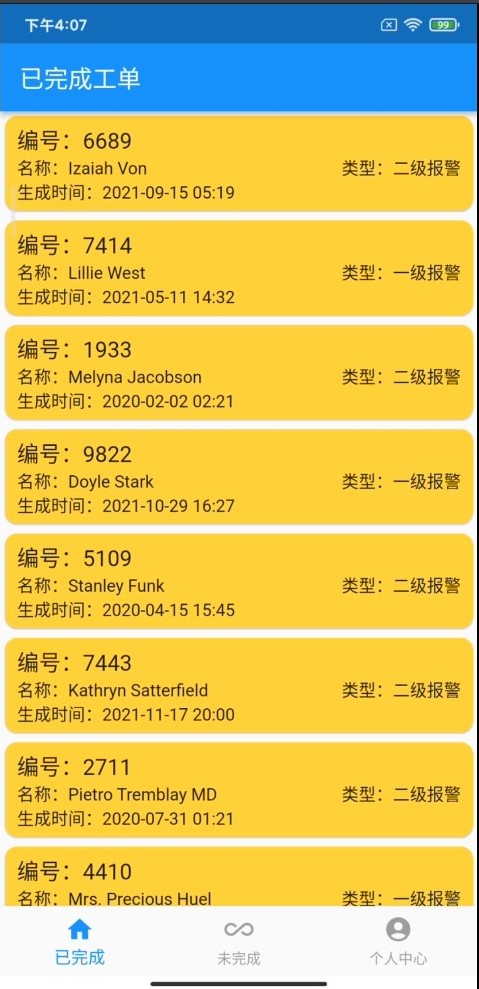 下午4:07
99
已完成工单
编号：6689
名称：Izaiah Von 类型：二级报警
生成时间：2021-09-15 05:19
编号：7414
名称：Lillie West 类型：一级报警
生成时间：2021-05-11 14:32
编号：1933
名称：Melyna Jacobson 类型：二级报警
生成时间：2020-02-02 02:21
编号：9822
名称：Doyle Stark 类型：一级报警
生成时间：2021-10-29 16:27
编号：5109
名称：Stanley Funk 类型：二级报警
生成时间：2020-04-15 15:45
编号：7443
名称：Kathryn Satterfield 类型：二级报警
生成时间：2021-11-17 20:00
编号：2711
名称：Pietro Tremblay MD 类型：二级报警
生成时间：2020-07-31 01:21
编号：4410
名称：Mrs. Precious Huel 类型：一级报警
已完成 未完成 个人中心